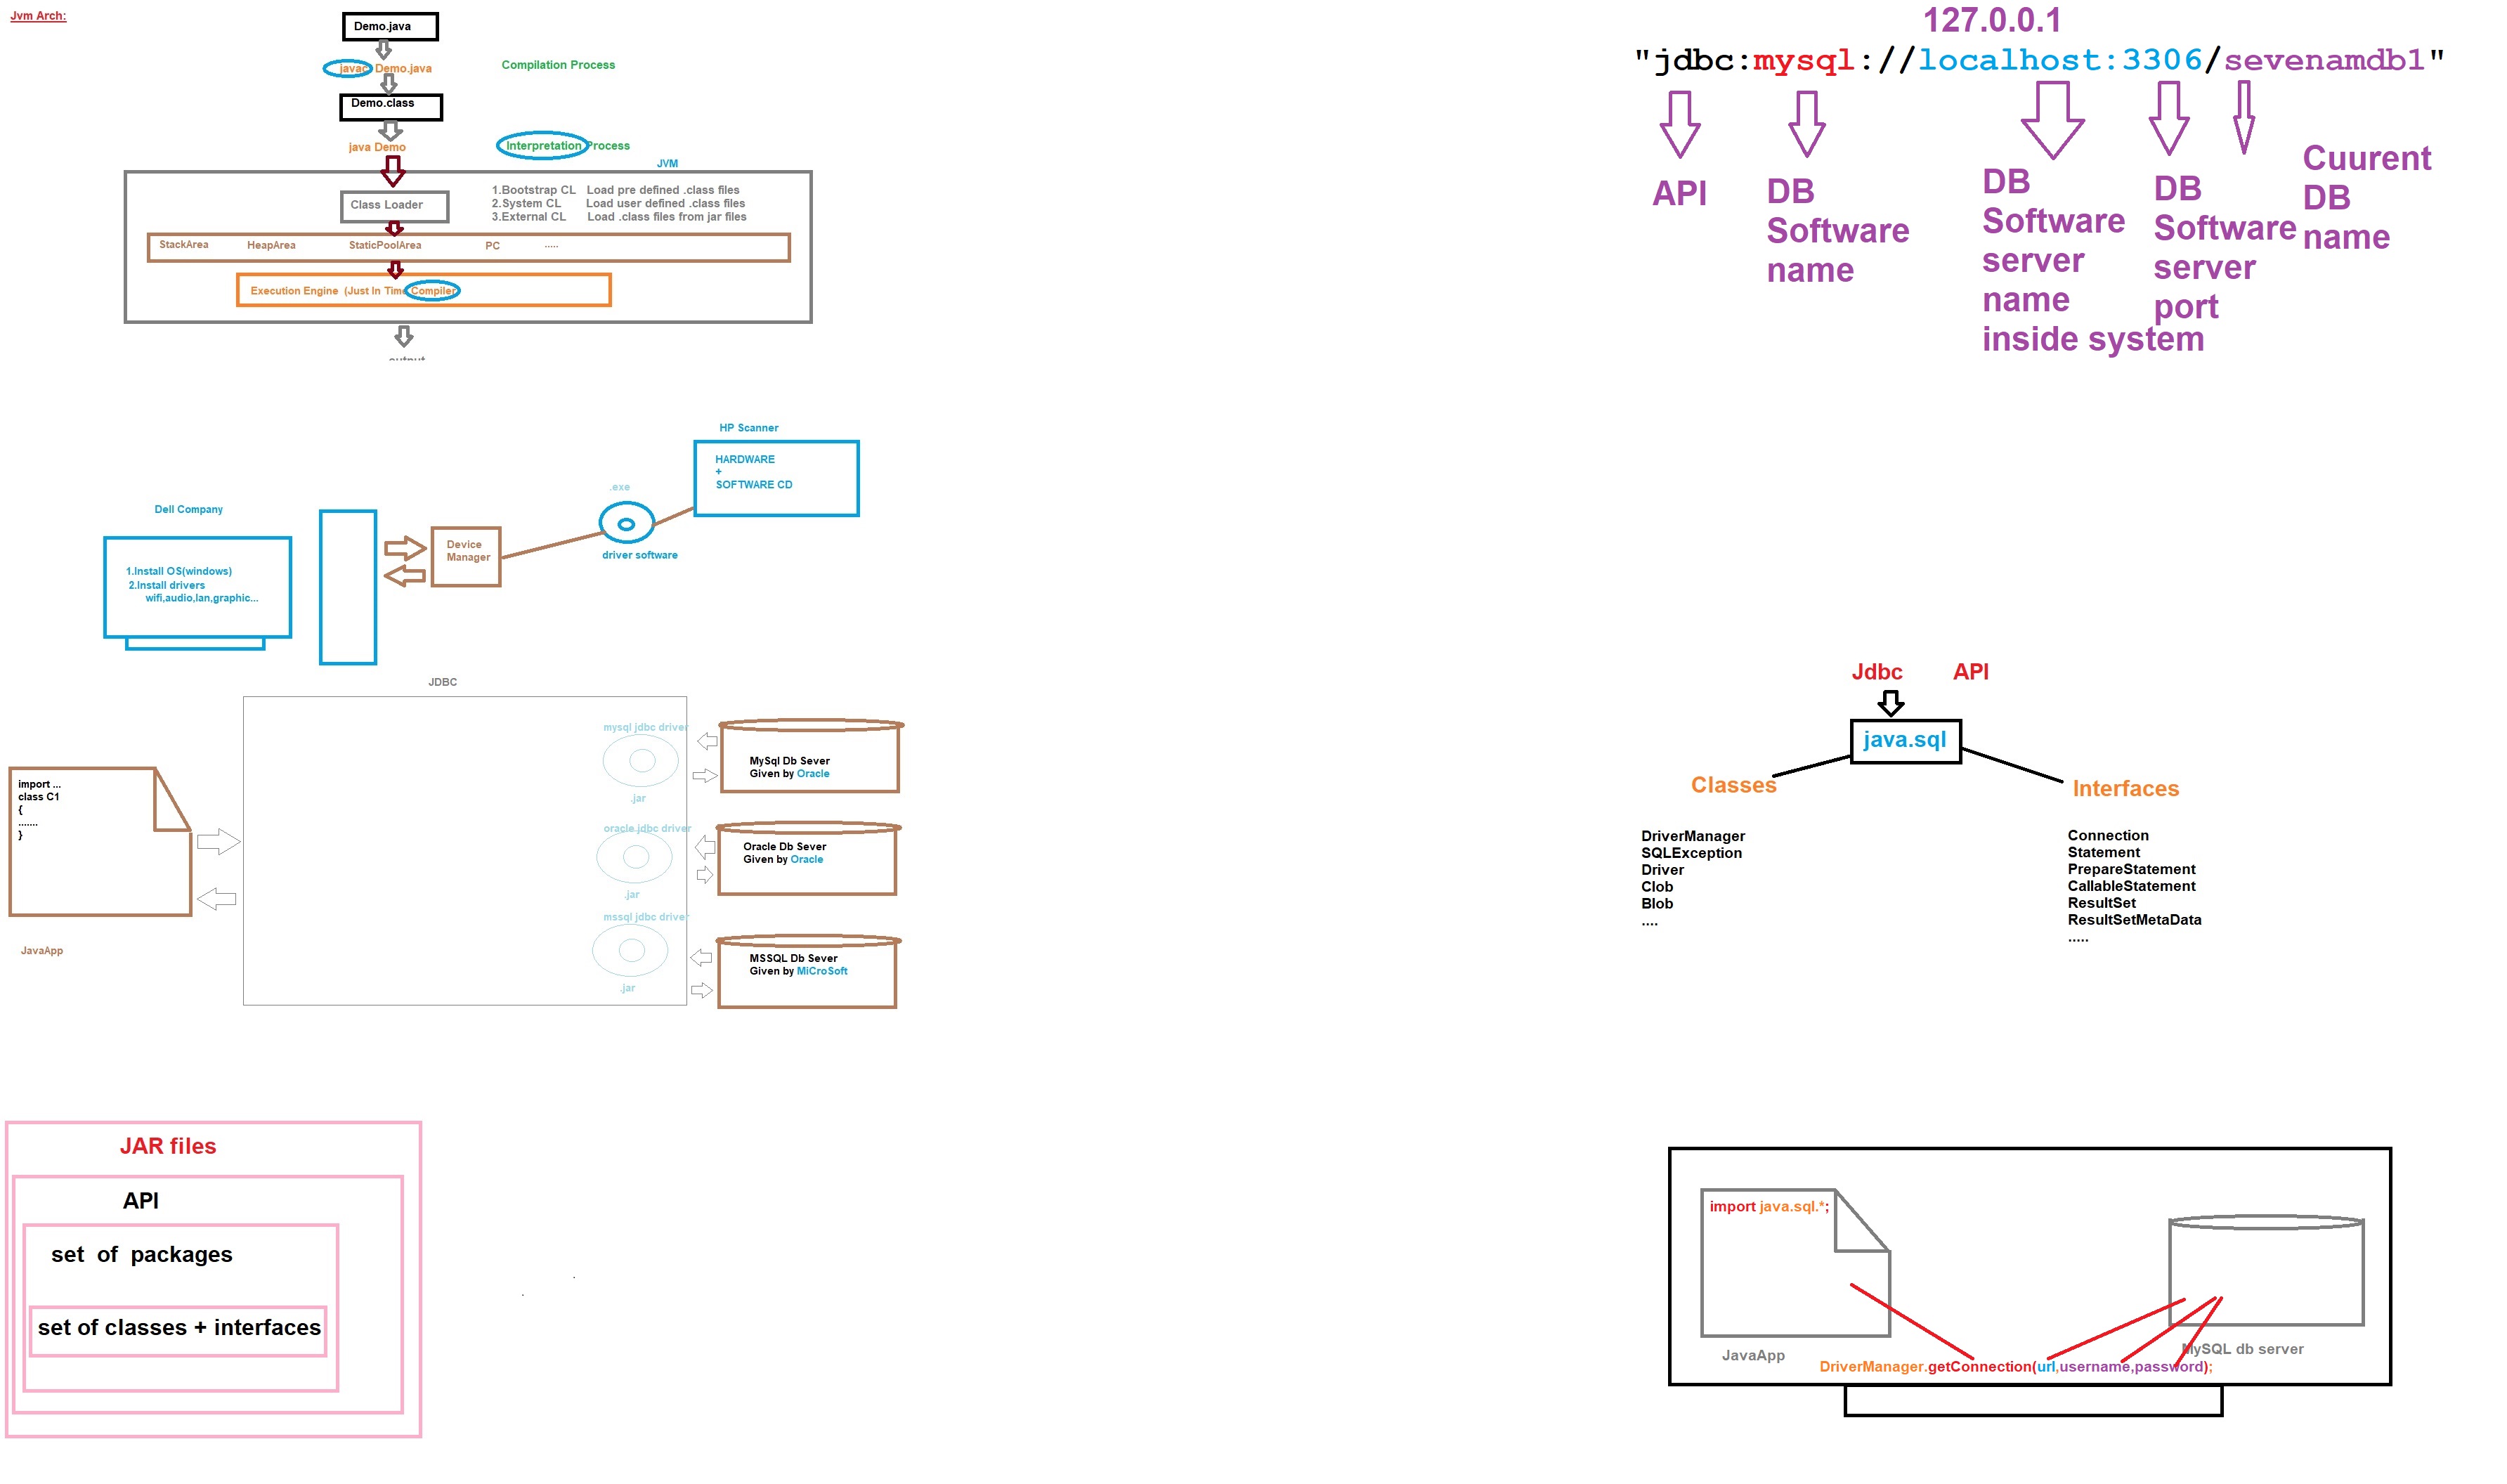 Jvm Arch:
Demo.java
javac Demo.java
Compilation Process
Demo.class
java Demo
Interpretation Process
JVM
Class Loader
1.Bootstrap CL Load pre defined .class files
2.System CL Load user defined .class files
3.External CL Load .class files from jar files
StackArea HeapArea StaticPoolArea PC .....
Execution Engine (Just In Time Compiler
output
127.0.0.1
"jdbc:mysql://localhost:3306/sevenamdb1"
API
DB
Software
name
DB
Software
server
name
inside system
DB
Software
server
port
Cuurent
DB
name
HP Scanner
HARDWARE
+
SOFTWARE CD
.exe
driver software
Dell Company
1.Install OS(windows)
2.Install drivers
wifi,audio,lan,graphic...
Device
Manager
JDBC
import ...
class C1
{
.......
}
JavaApp
mysql jdbc driver
.jar
MySql Db Sever
Given by Oracle
oracle jdbc driver
.jar
Oracle Db Sever
Given by Oracle
mssql jdbc driver
.jar
MSSQL Db Sever
Given by MiCroSoft
Jdbc API
java.sql
Classes
DriverManager
SQLException
Driver
Clob
Blob
....
Interfaces
Connection
Statement
PrepareStatement
CallableStatement
ResultSet
ResultSetMetaData
.....
JAR files
API
set of packages
set of classes + interfaces
import java.sql.*;
JavaApp
MySQL db server
DriverManager.getConnection(url,username,password);